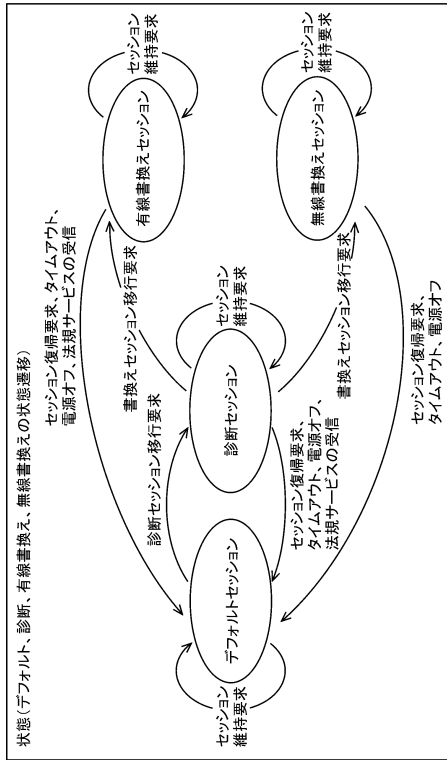 状態(デフォルト、診断、有線書換え、無線書換えの状態遷移)
セッション復帰要求、タイムアウト、
電源オフ、法規サービスの受信
セッション
維持要求
有線書換えセッション
書換えセッション移行要求
診断セッション移行要求
セッション
維持要求
デフォルトセッション
診断セッション
セッション
維持要求
セッション復帰要求、
タイムアウト、電源オフ、
法規サービスの受信
書換えセッション移行要求
無線書換えセッション
セッション
維持要求
セッション復帰要求、
タイムアウト、電源オフ